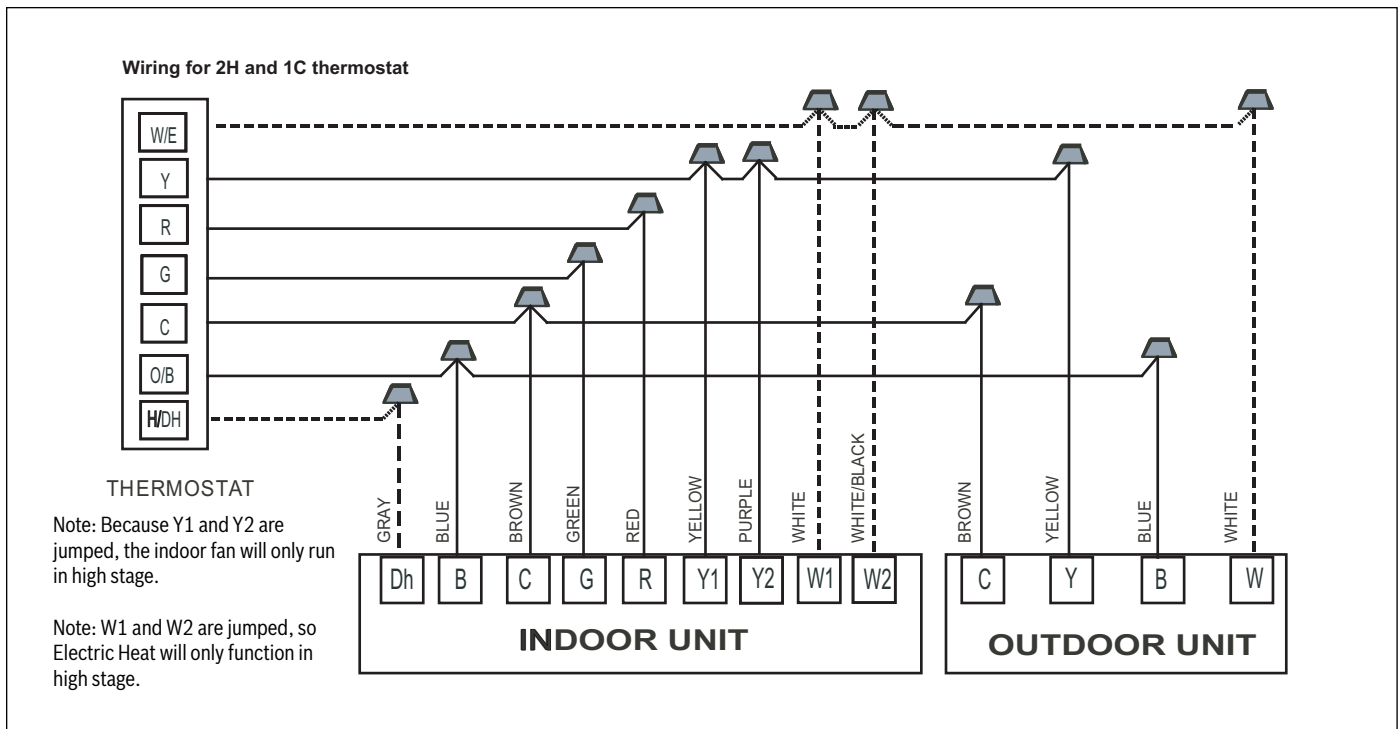 Wiring for 2H and 1C thermostat
W/E
Y
R
G
C
O/B
H/DH
THERMOSTAT
Note: Because Y1 and Y2 are
jumped, the indoor fan will only run
in high stage.
Note: W1 and W2 are jumped, so
Electric Heat will only function in
high stage.
GRAY
BLUE
BROWN
GREEN
RED
YELLOW
PURPLE
WHITE
WHITE/BLACK
Dh B C G R Y1 Y2 W1 W2
INDOOR UNIT
BROWN
YELLOW
BLUE
WHITE
C Y B W
OUTDOOR UNIT